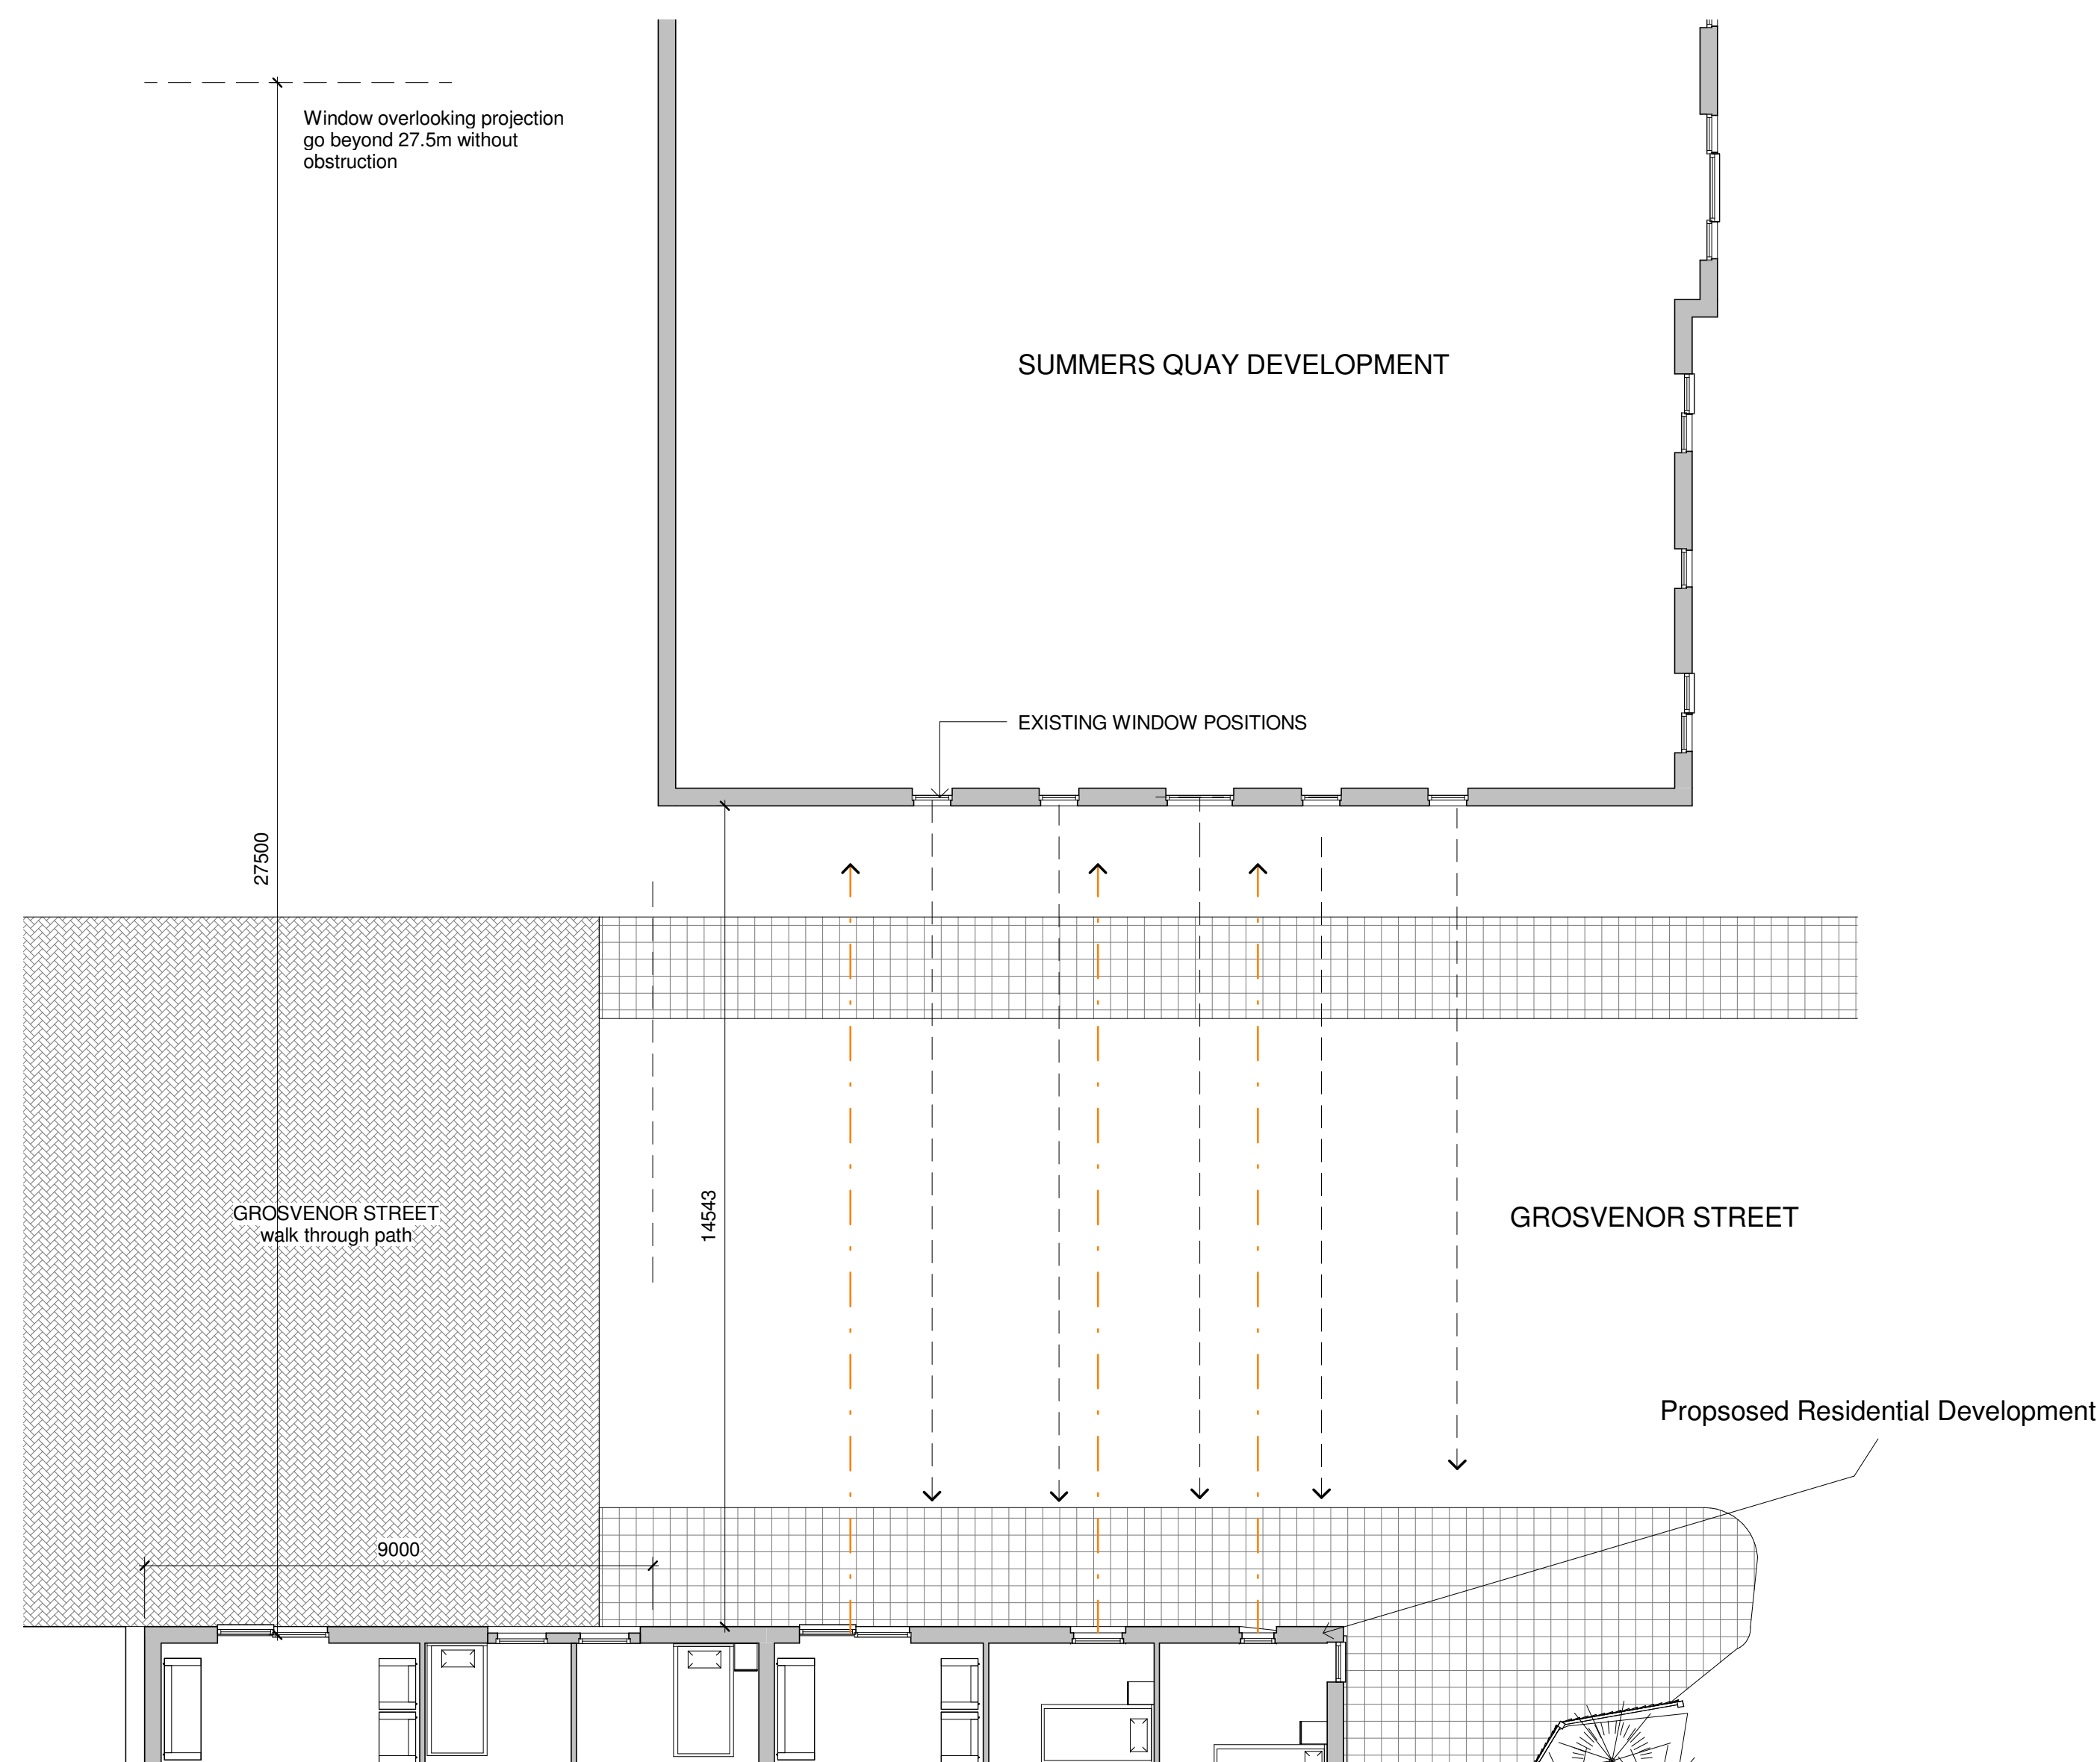 Window overlooking projection
go beyond 27.5m without
obstruction
SUMMERS QUAY DEVELOPMENT
EXISTING WINDOW POSITIONS
27500
14543
GROSVENOR STREET
walk through path
GROSVENOR STREET
Propsosed Residential Development
9000